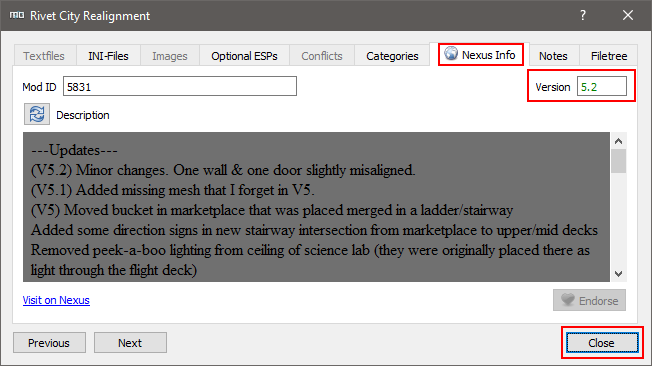 Rivet City Realignment
Textfiles INI-Files Images Optional ESPs Conflicts Categories Nexus Info Notes Filetree
Mod ID 5831 Version 5.2
Description
---Updates---
(V5.2) Minor changes. One wall & one door slightly misaligned.
(V5.1) Added missing mesh that I forget in V5.
(V5) Moved bucket in marketplace that was placed merged in a ladder/stairway
Added some direction signs in new stairway intersection from marketplace to upper/mid decks
Removed peek-a-boo lighting from ceiling of science lab (they were originally placed there as
light through the flight deck)
Visit on Nexus Endorse
Previous Next Close